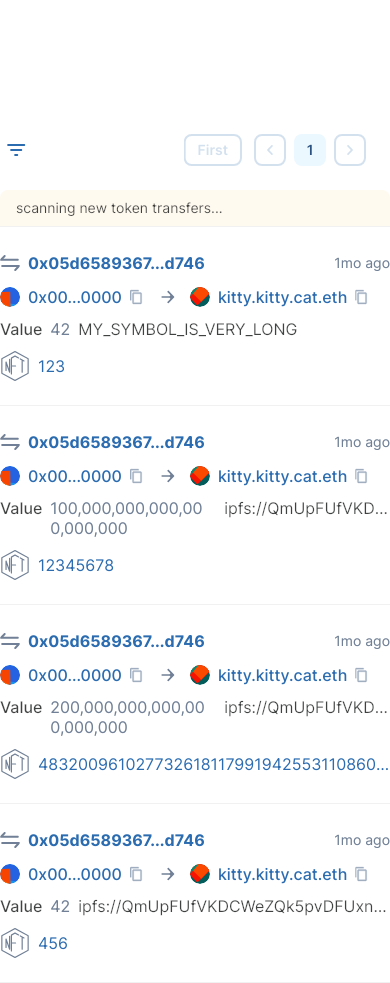 First
1
scanning new token transfers...
0x05d6589367...d746 1mo ago
0x00...0000 → kitty.kitty.cat.eth
Value 42 MY_SYMBOL_IS_VERY_LONG
NFT 123
0x05d6589367...d746 1mo ago
0x00...0000 → kitty.kitty.cat.eth
Value 100,000,000,000,00 ipfs://QmUpFUfVKD...
0,000,000
NFT 12345678
0x05d6589367...d746 1mo ago
0x00...0000 → kitty.kitty.cat.eth
Value 200,000,000,000,00 ipfs://QmUpFUfVKD...
0,000,000
NFT 483200961027732618117991942553110860...
0x05d6589367...d746 1mo ago
0x00...0000 → kitty.kitty.cat.eth
Value 42 ipfs://QmUpFUfVKDCWeZQk5pvDFUxn...
NFT 456